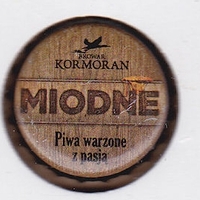 BROWAR
KORMORAN
MIODNE
Piwa warzone
z pasją